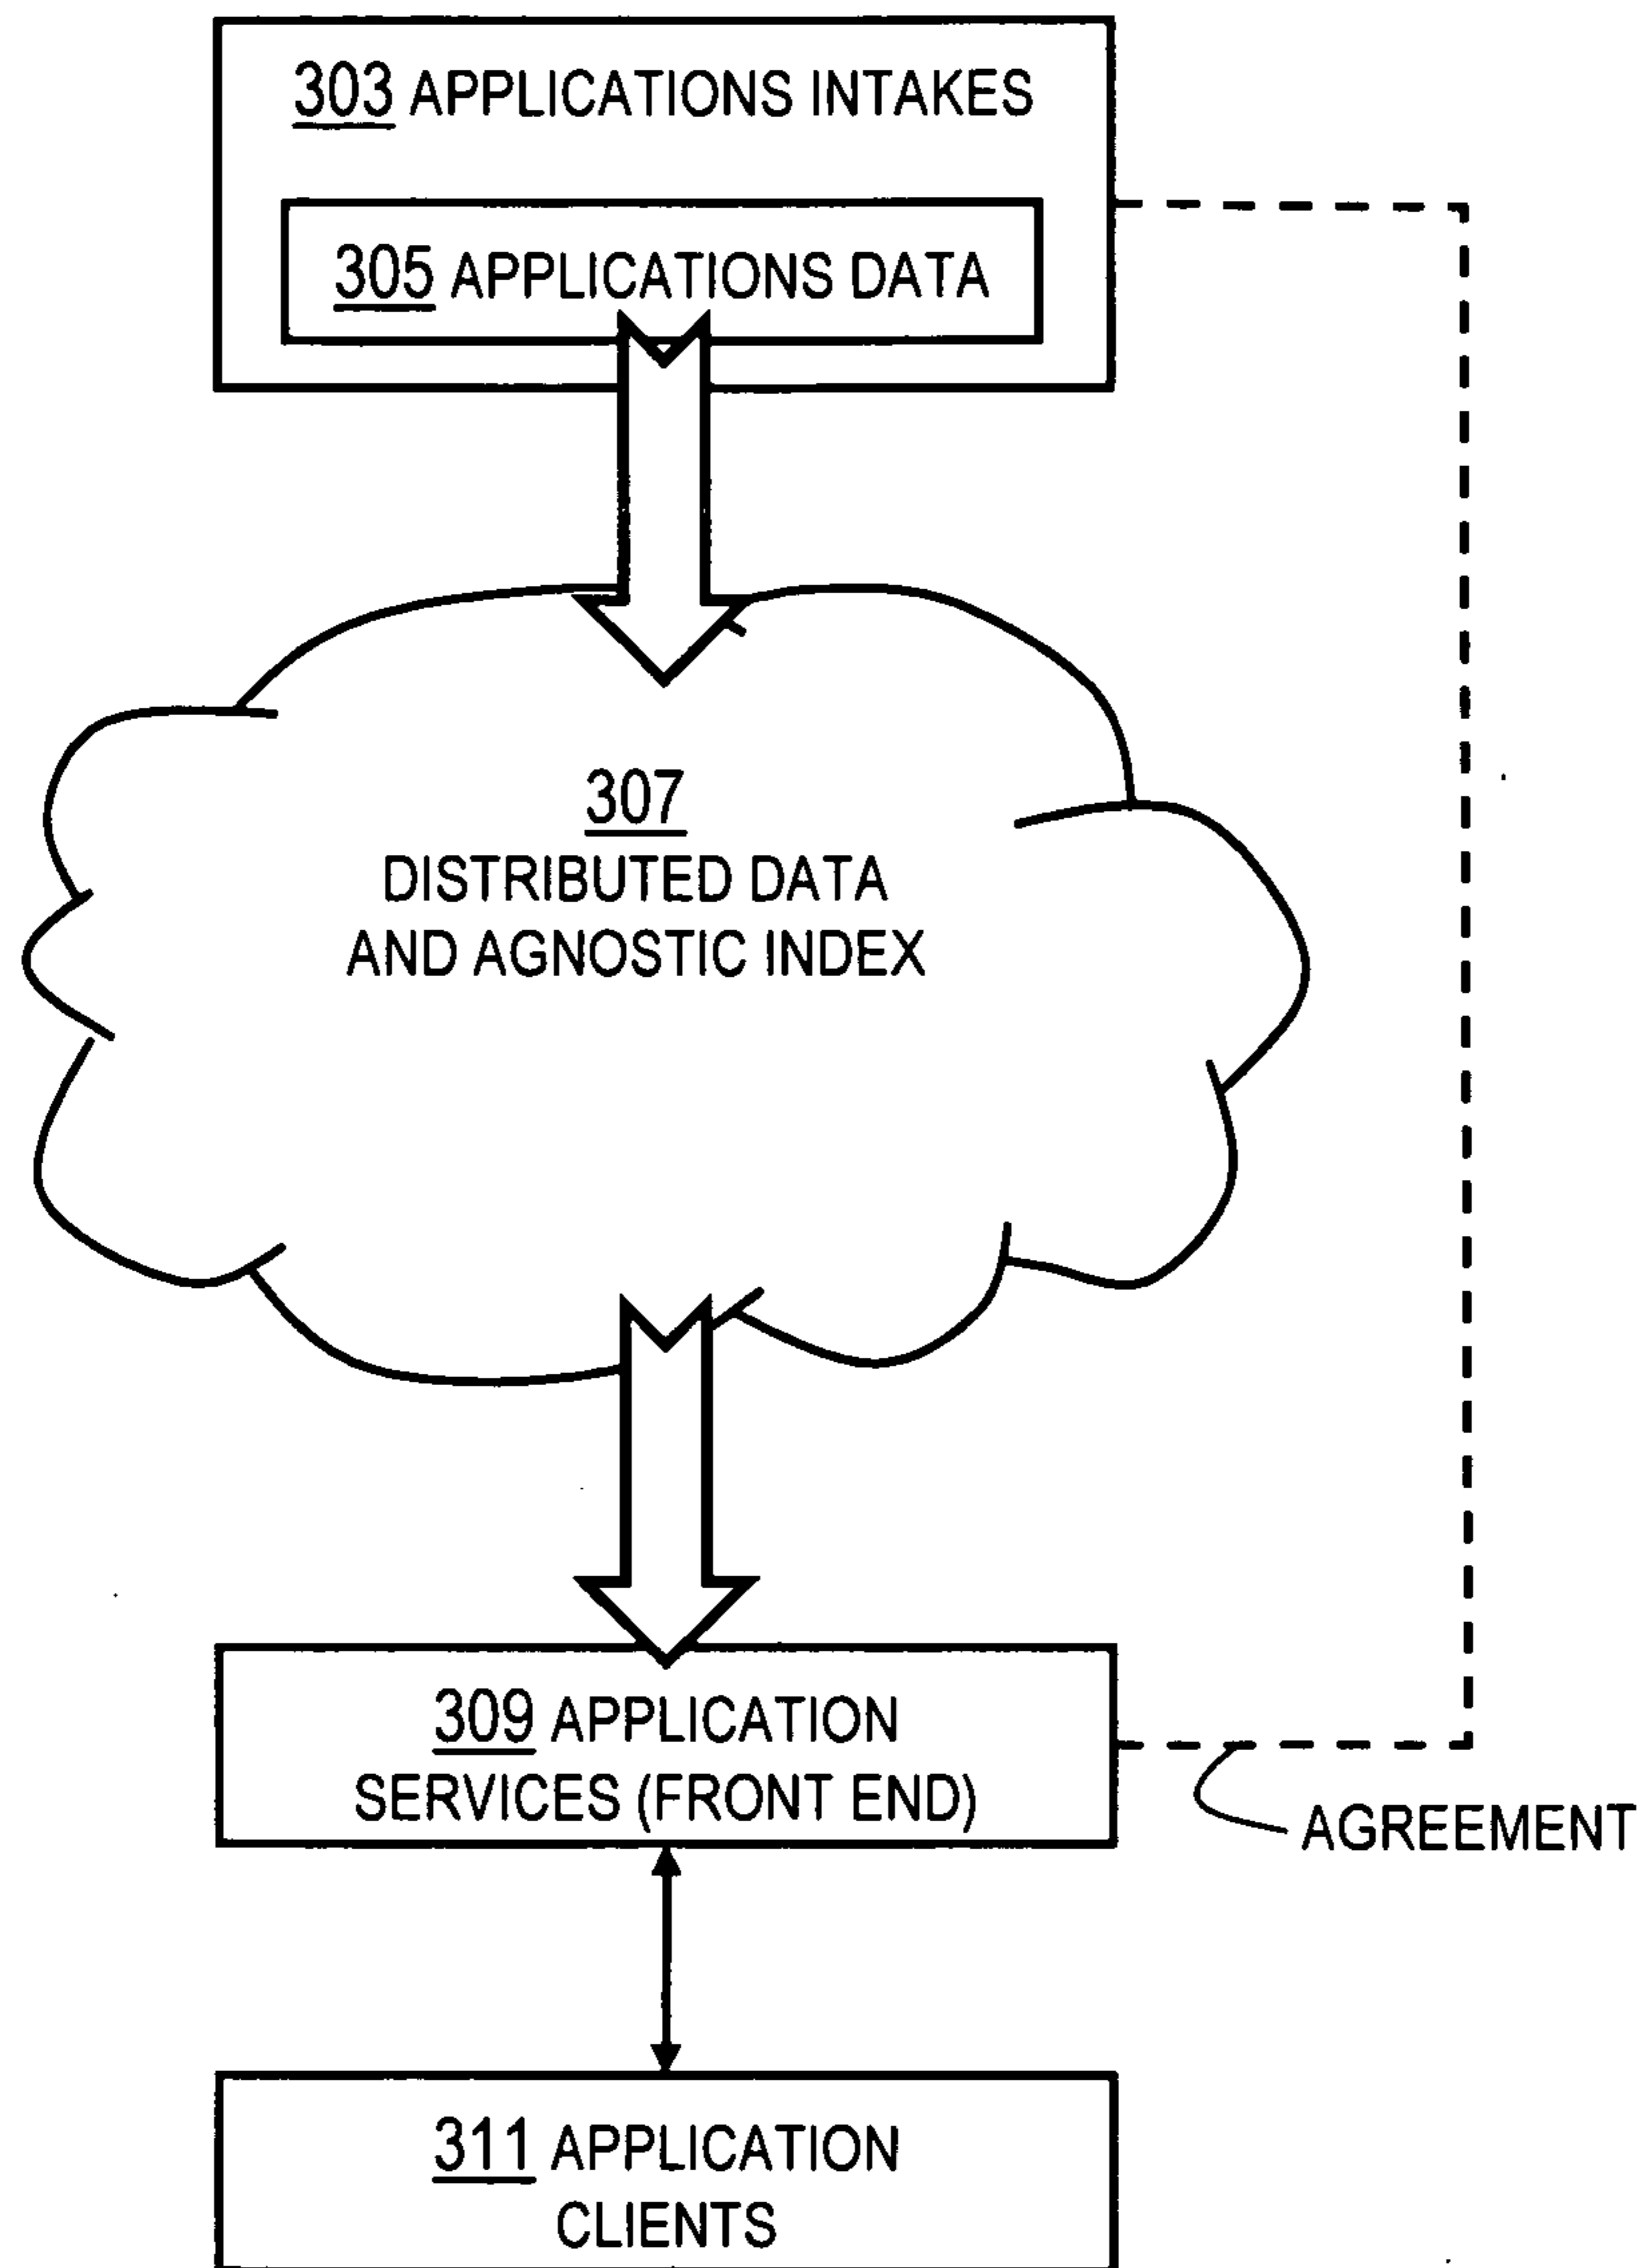 303 APPLICATIONS INTAKES
305 APPLICATIONS DATA
307
DISTRIBUTED DATA
AND AGNOSTIC INDEX
309 APPLICATION
SERVICES (FRONT END)
AGREEMENT
311 APPLICATION
CLIENTS